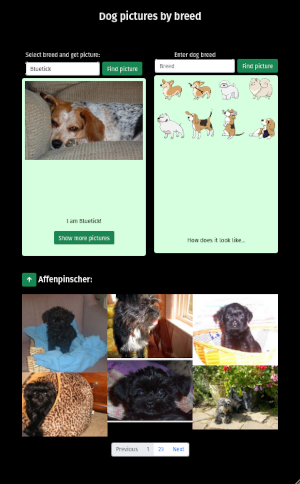 Dog pictures by breed
Select breed and get picture:
Bluetick
Find picture
Enter dog breed
Breed
Find picture
I am Bluetick!
Show more pictures
How does it look like...
Affenpinscher:
Previous 1 23 Next